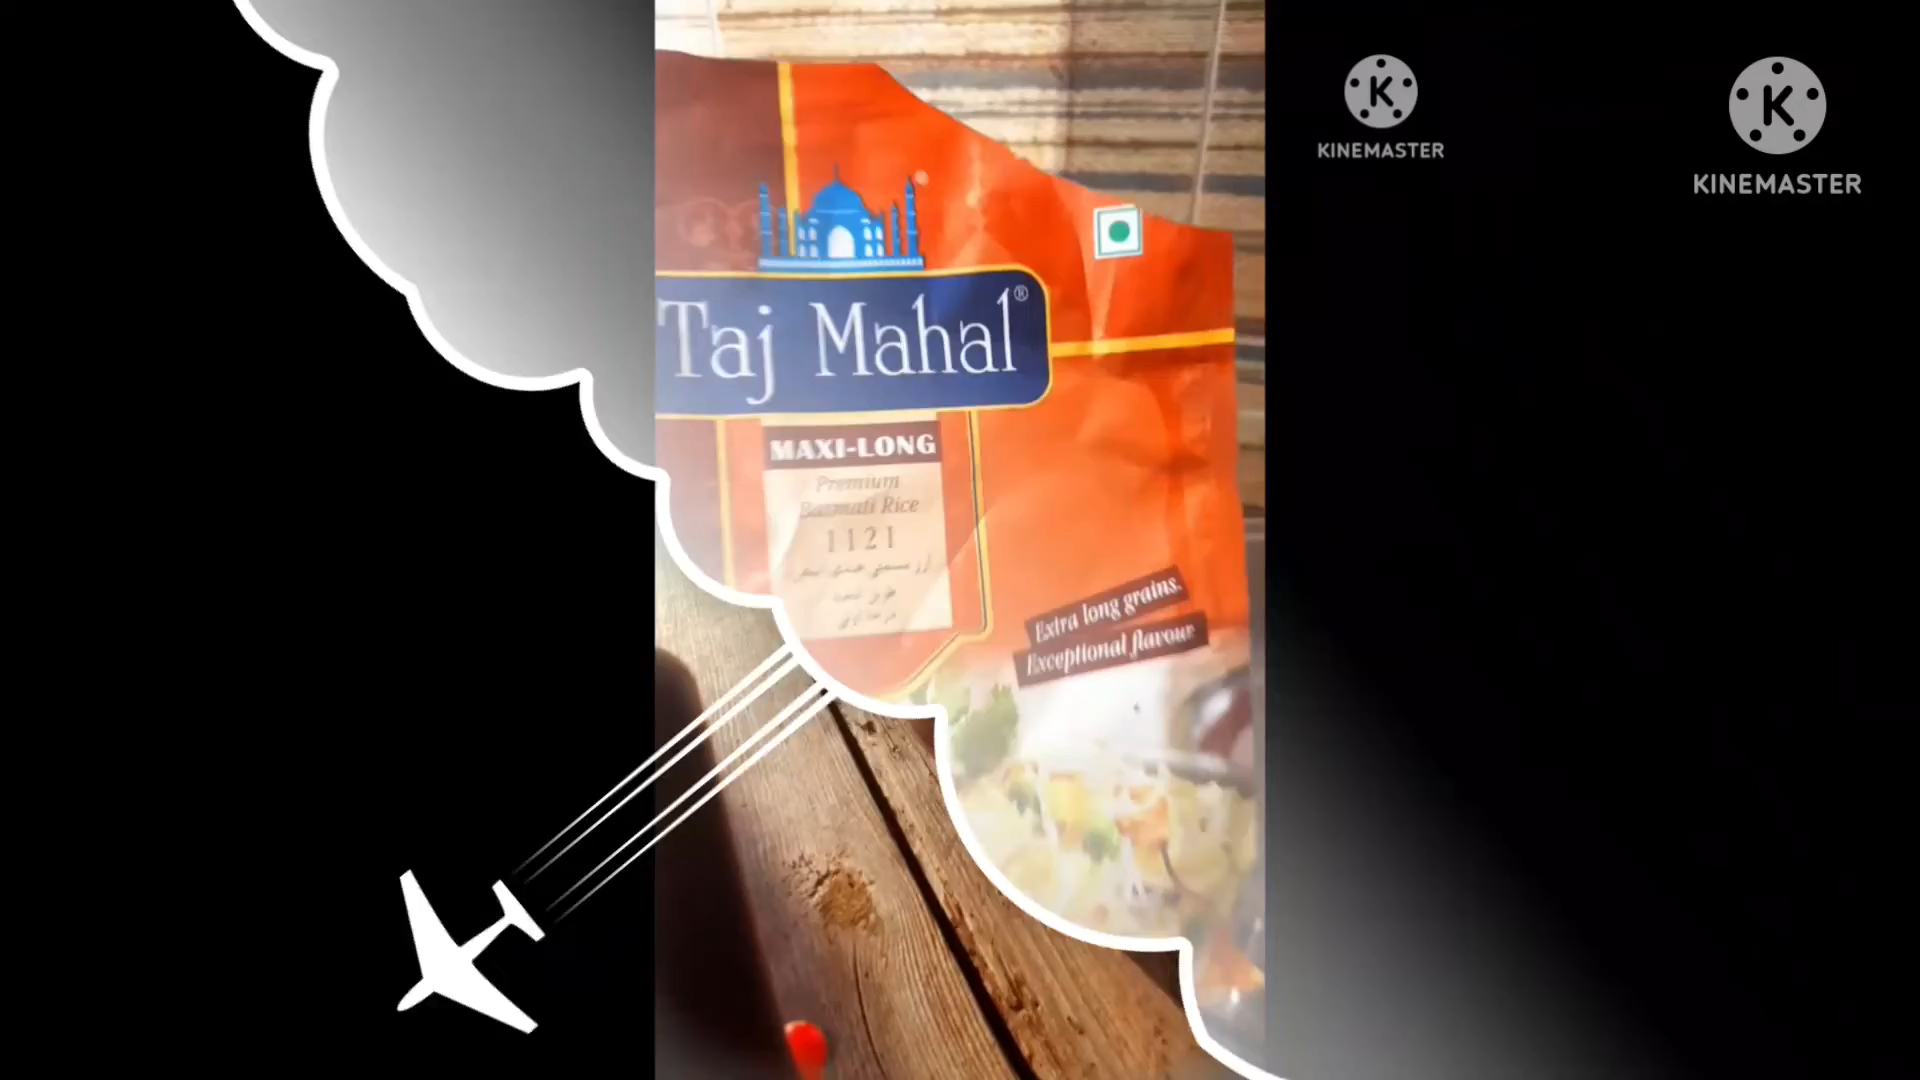 KINEMASTER
KINEMASTER
Taj Mahal®
MAXI-LONG
Premium
Basmati Rice
1121
Extra long grains.
Exceptional flavour